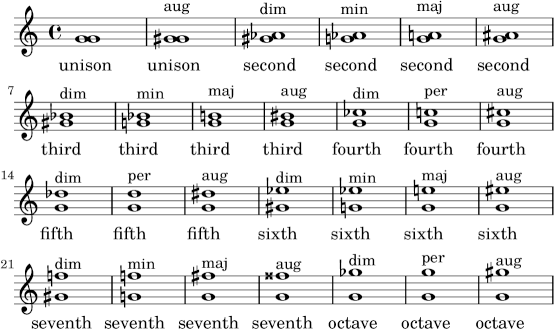 aug dim min maj aug
unison unison second second second second
7
dim min maj aug dim per aug
third third third third fourth fourth fourth
14
dim per aug dim min maj aug
fifth fifth fifth sixth sixth sixth sixth
21
dim min maj aug dim per aug
seventh seventh seventh seventh octave octave octave